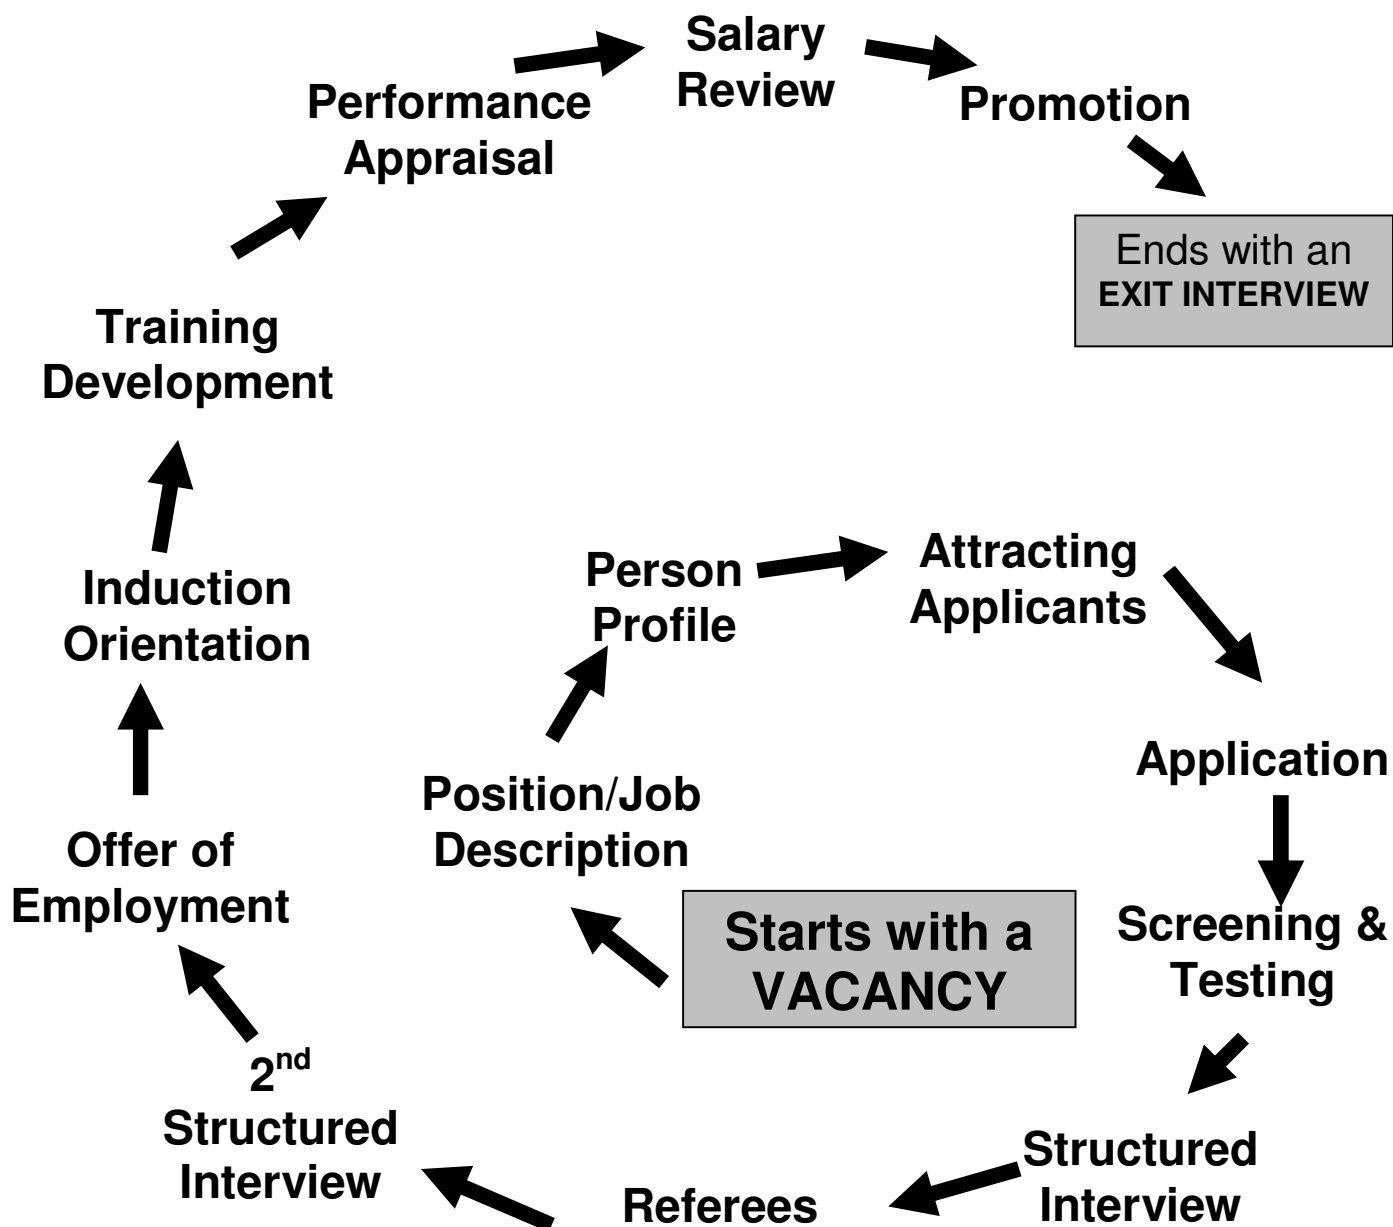 Salary
Review
Promotion
Performance
Appraisal
Ends with an
EXIT INTERVIEW
Training
Development
Person
Profile
Attracting
Applicants
Induction
Orientation
Application
Position/Job
Description
Offer of
Employment
Starts with a
VACANCY
Screening &
Testing
2nd
Structured
Interview
Referees
Structured
Interview